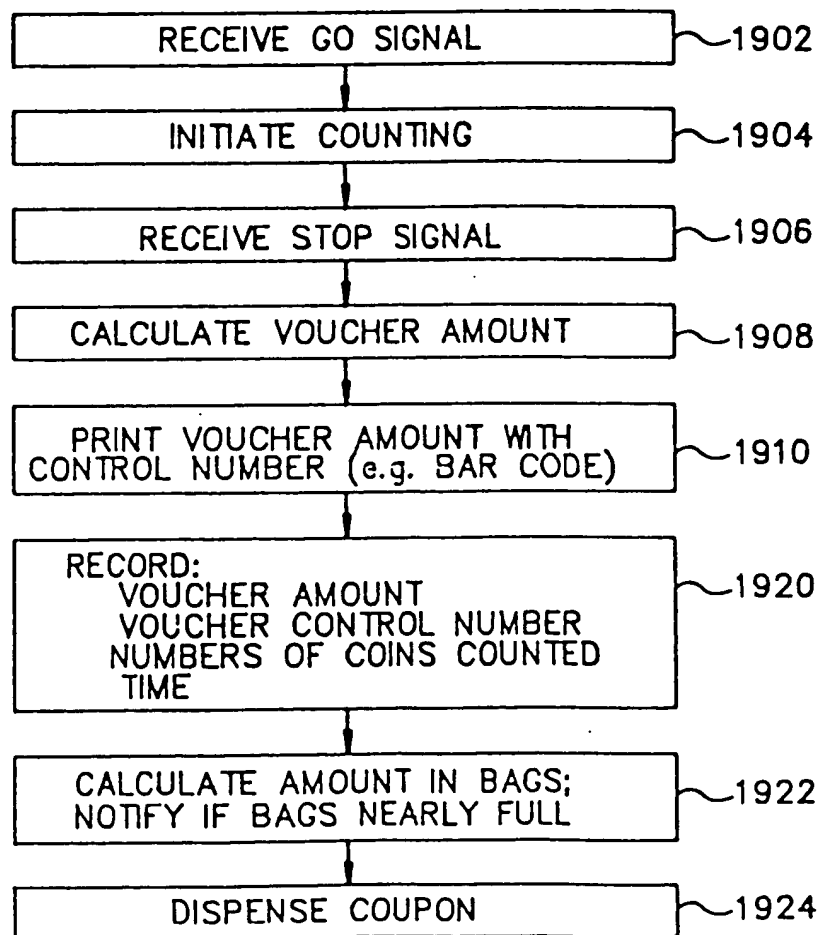 RECEIVE GO SIGNAL 1902
INITIATE COUNTING 1904
RECEIVE STOP SIGNAL 1906
CALCULATE VOUCHER AMOUNT 1908
PRINT VOUCHER AMOUNT WITH
CONTROL NUMBER (e.g. BAR CODE) 1910
RECORD:
VOUCHER AMOUNT 1920
VOUCHER CONTROL NUMBER
NUMBERS OF COINS COUNTED
TIME
CALCULATE AMOUNT IN BAGS;
NOTIFY IF BAGS NEARLY FULL 1922
DISPENSE COUPON 1924